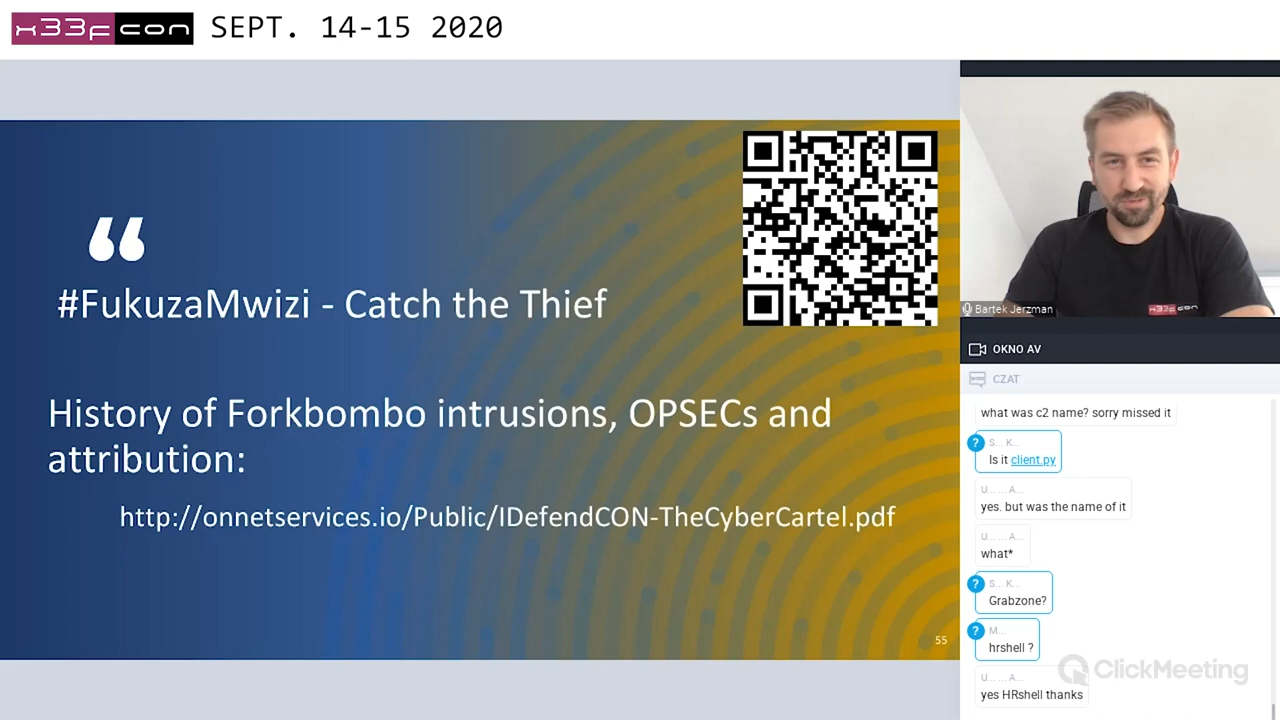 x33fcon SEPT. 14-15 2020
“
#FukuzaMwizi - Catch the Thief
History of Forkbombo intrusions, OPSECs and
attribution:
http://onnetservices.io/Public/IDefendCON-TheCyberCartel.pdf
55
x33fcon
Bartek Jerzman
OKNO AV
CZAT
what was c2 name? sorry missed it
?
S... K...
Is it client.py
U... ... A...
yes. but was the name of it
U... ... A...
what*
?
S... K...
Grabzone?
?
M...
hrshell ?
ClickMeeting
U... ... A...
yes HRshell thanks